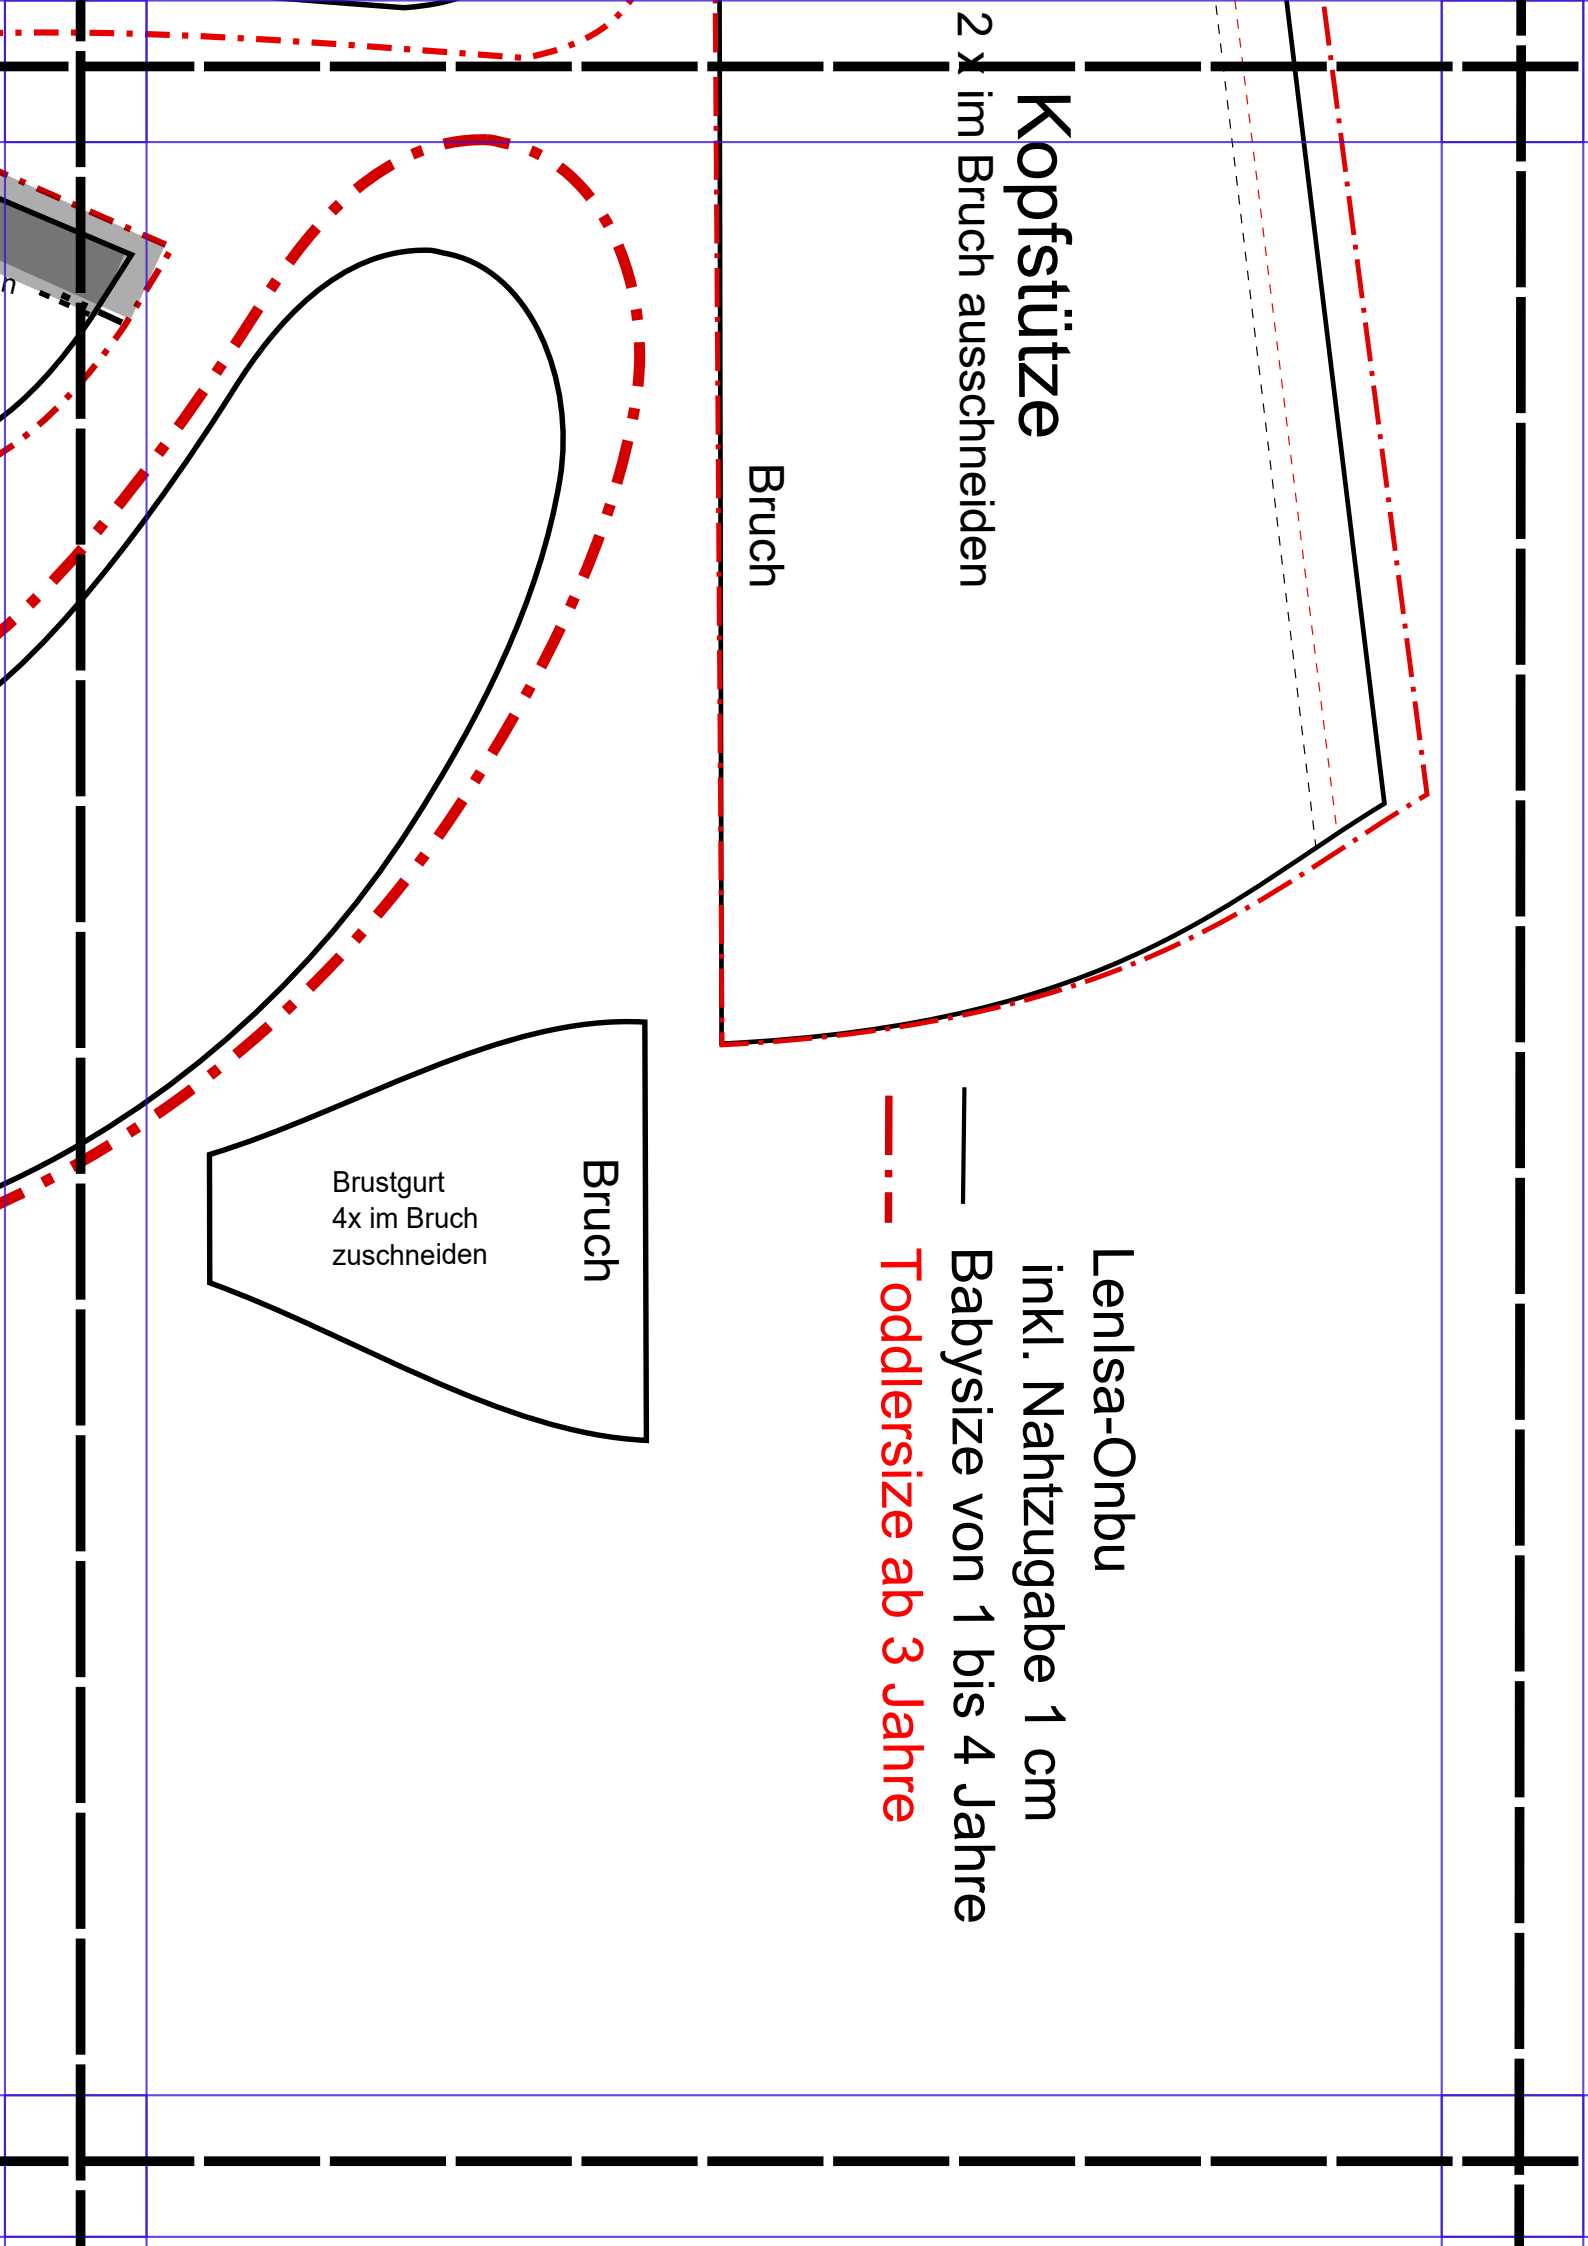 Kopfstütze
2 x im Bruch ausschneiden
Bruch
n
Brustgurt
4x im Bruch
zuschneiden
Bruch
Lenlsa-Onbu
inkl. Nahtzugabe 1 cm
Babysize von 1 bis 4 Jahre
Toddlersize ab 3 Jahre